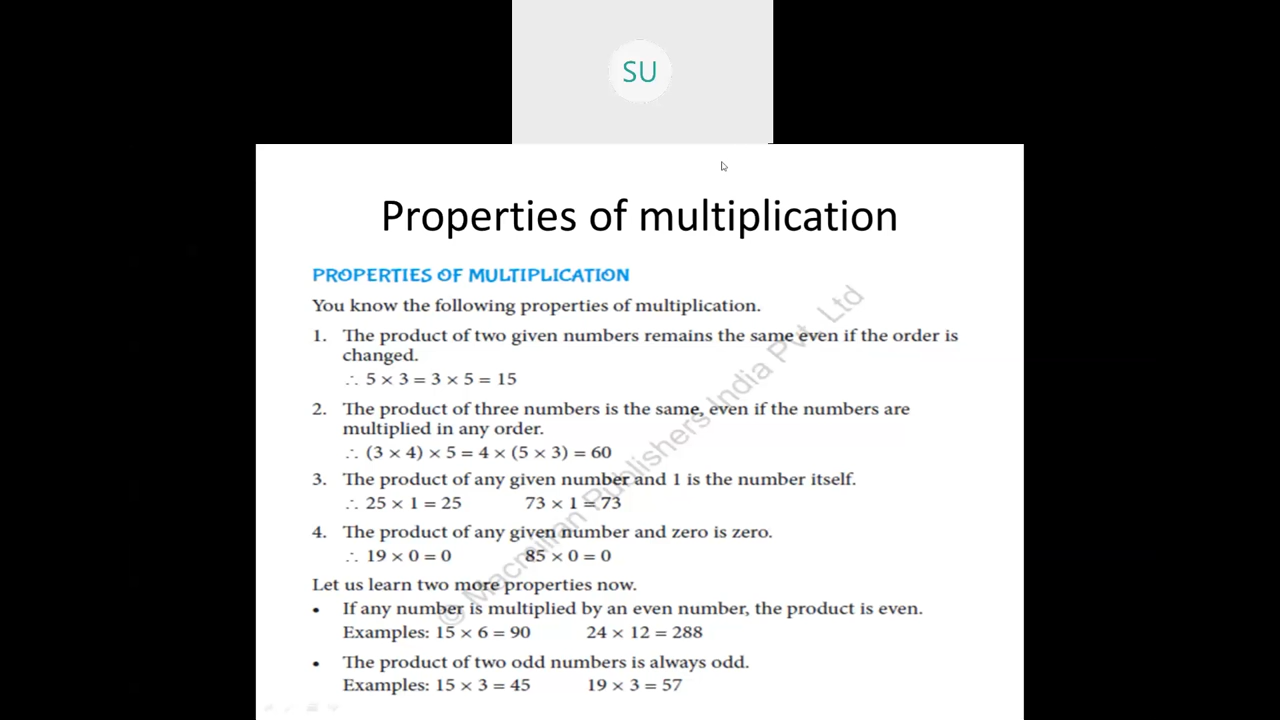 SU
Properties of multiplication
PROPERTIES OF MULTIPLICATION
You know the following properties of multiplication.
1. The product of two given numbers remains the same even if the order is
changed.
∴ 5 × 3 = 3 × 5 = 15
2. The product of three numbers is the same, even if the numbers are
multiplied in any order.
∴ (3 × 4) × 5 = 4 × (5 × 3) = 60
3. The product of any given number and 1 is the number itself.
∴ 25 × 1 = 25 73 × 1 = 73
4. The product of any given number and zero is zero.
∴ 19 × 0 = 0 85 × 0 = 0
Let us learn two more properties now.
• If any number is multiplied by an even number, the product is even.
Examples: 15 × 6 = 90 24 × 12 = 288
• The product of two odd numbers is always odd.
Examples: 15 × 3 = 45 19 × 3 = 57
© Macmillan Publishers India Pvt. Ltd